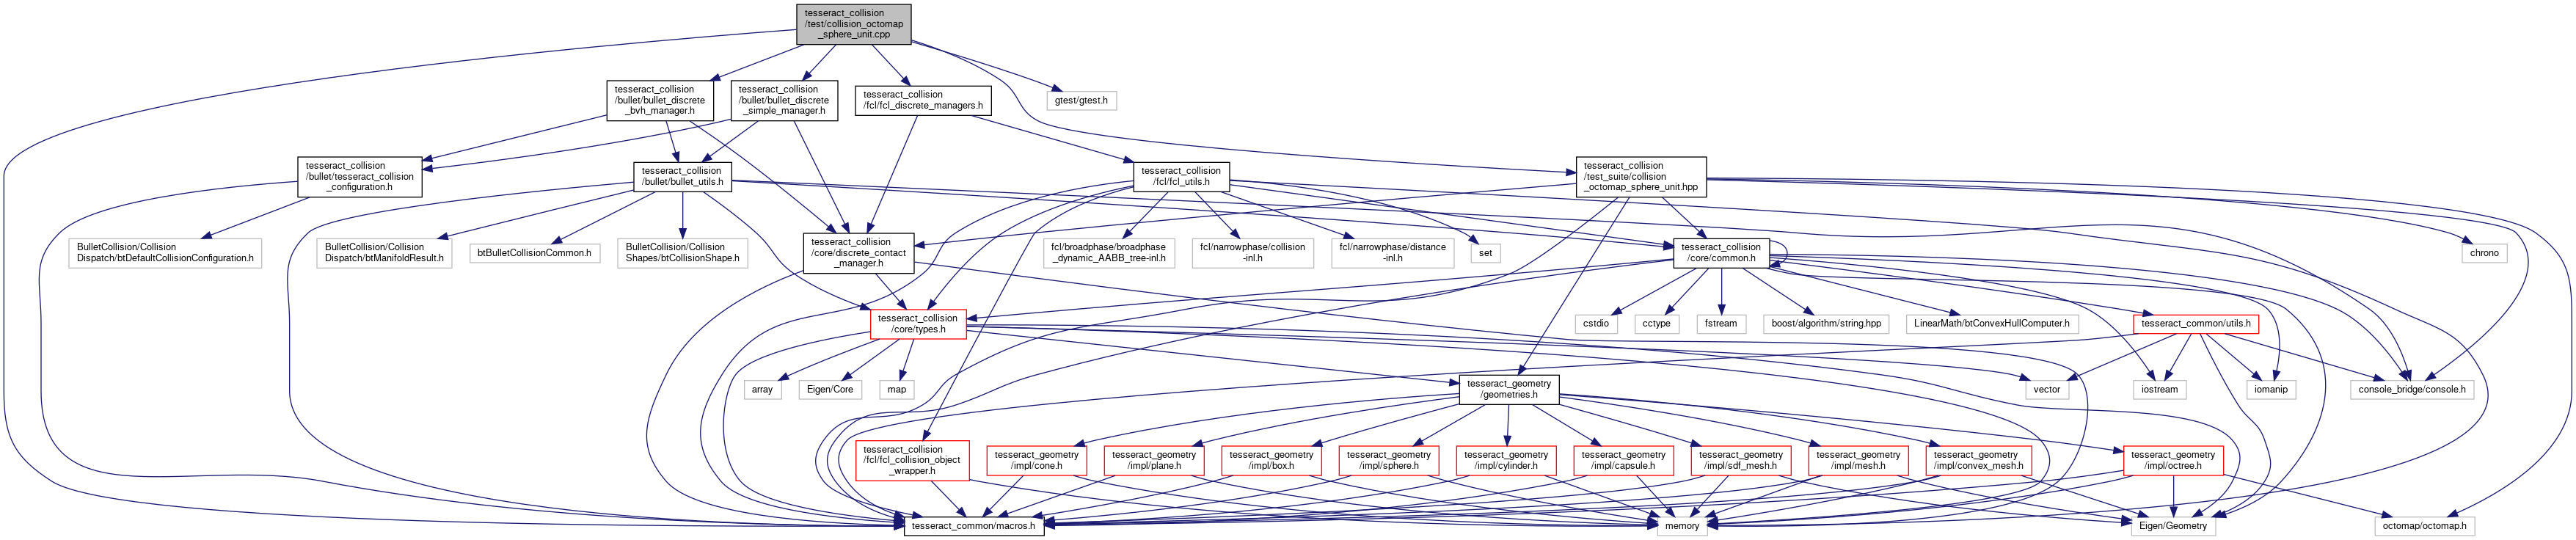 tesseract_collision
/test/collision_octomap
_sphere_unit.cpp
tesseract_collision
/bullet/bullet_discrete
_bvh_manager.h
tesseract_collision
/bullet/bullet_discrete
_simple_manager.h
tesseract_collision
/fcl/fcl_discrete_managers.h
gtest/gtest.h
tesseract_collision
/bullet/tesseract_collision
_configuration.h
tesseract_collision
/bullet/bullet_utils.h
tesseract_collision
/fcl/fcl_utils.h
tesseract_collision
/test_suite/collision
_octomap_sphere_unit.hpp
BulletCollision/Collision
Dispatch/btDefaultCollisionConfiguration.h
BulletCollision/Collision
Dispatch/btManifoldResult.h
btBulletCollisionCommon.h
BulletCollision/Collision
Shapes/btCollisionShape.h
tesseract_collision
/core/discrete_contact
_manager.h
fcl/broadphase/broadphase
_dynamic_AABB_tree-inl.h
fcl/narrowphase/collision
-inl.h
fcl/narrowphase/distance
-inl.h
set
tesseract_collision
/core/common.h
chrono
tesseract_collision
/core/types.h
cstdio
cctype
fstream
boost/algorithm/string.hpp
LinearMath/btConvexHullComputer.h
tesseract_common/utils.h
array
Eigen/Core
map
tesseract_geometry
/geometries.h
vector
iostream
iomanip
console_bridge/console.h
tesseract_collision
/fcl/fcl_collision_object
_wrapper.h
tesseract_geometry
/impl/cone.h
tesseract_geometry
/impl/plane.h
tesseract_geometry
/impl/box.h
tesseract_geometry
/impl/sphere.h
tesseract_geometry
/impl/cylinder.h
tesseract_geometry
/impl/capsule.h
tesseract_geometry
/impl/sdf_mesh.h
tesseract_geometry
/impl/mesh.h
tesseract_geometry
/impl/convex_mesh.h
tesseract_geometry
/impl/octree.h
tesseract_common/macros.h
memory
Eigen/Geometry
octomap/octomap.h